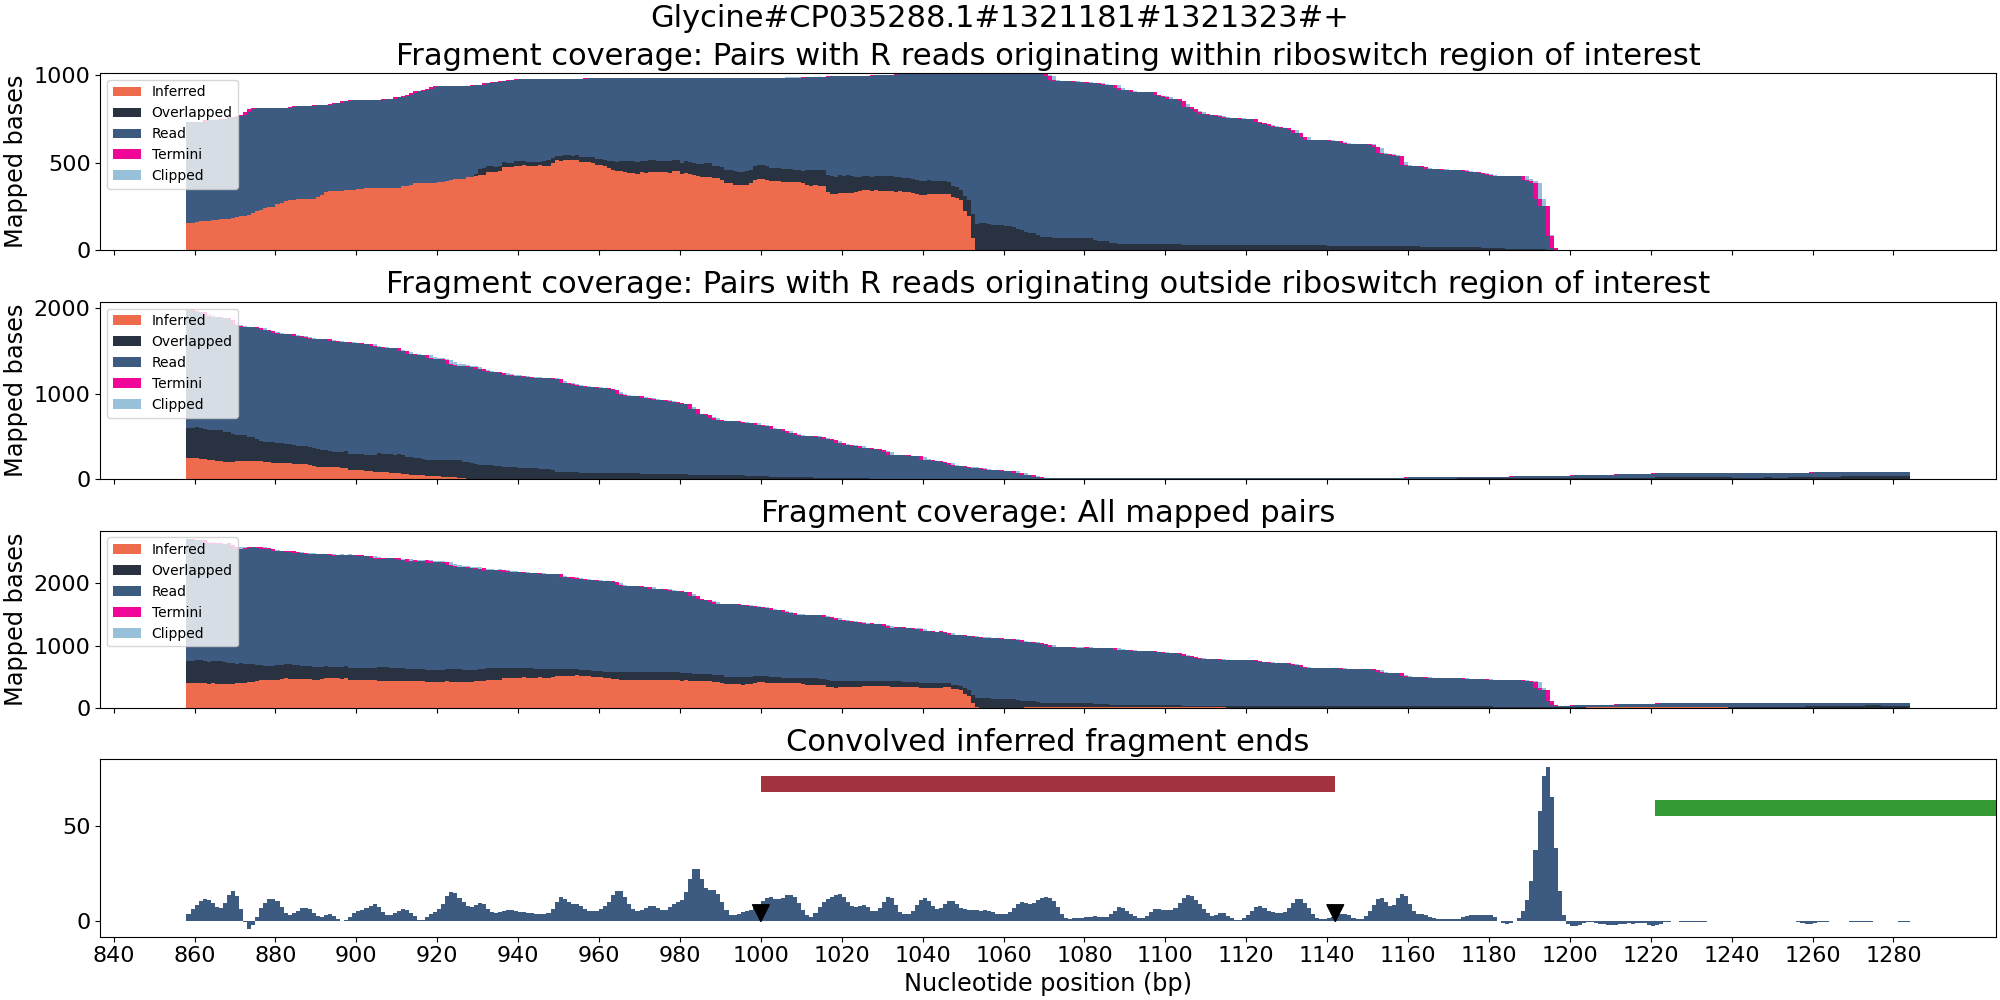 Glycine#CP035288.1#1321181#1321323#+
Fragment coverage: Pairs with R reads originating within riboswitch region of interest
Mapped bases
1000
500
0
Inferred
Overlapped
Read
Termini
Clipped
Fragment coverage: Pairs with R reads originating outside riboswitch region of interest
Mapped bases
2000
1000
0
Inferred
Overlapped
Read
Termini
Clipped
Fragment coverage: All mapped pairs
Mapped bases
2000
1000
0
Inferred
Overlapped
Read
Termini
Clipped
Convolved inferred fragment ends
50
0
840 860 880 900 920 940 960 980 1000 1020 1040 1060 1080 1100 1120 1140 1160 1180 1200 1220 1240 1260 1280
Nucleotide position (bp)